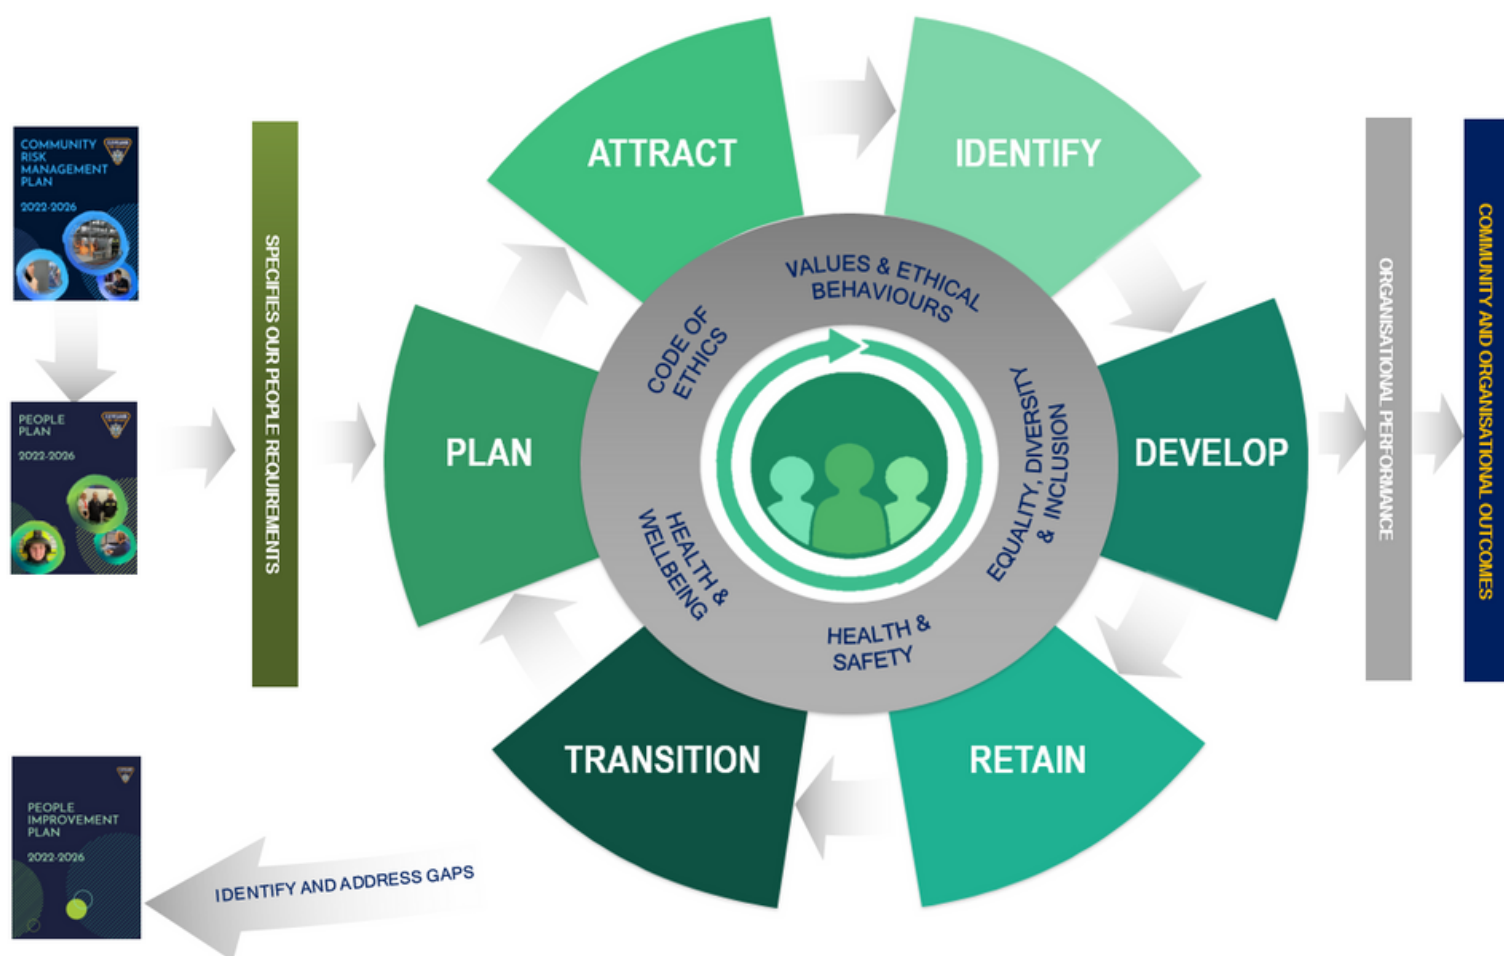 COMMUNITY
RISK
MANAGEMENT
PLAN
2022-2026
PEOPLE
PLAN
2022-2026
SPECIFIES OUR PEOPLE REQUIREMENTS
PLAN
ATTRACT
IDENTIFY
DEVELOP
RETAIN
TRANSITION
CODE OF
ETHICS
VALUES & ETHICAL
BEHAVIOURS
EQUALITY, DIVERSITY
& INCLUSION
HEALTH &
SAFETY
HEALTH &
WELLBEING
ORGANISATIONAL PERFORMANCE
COMMUNITY AND ORGANISATIONAL OUTCOMES
PEOPLE
IMPROVEMENT
PLAN
2022-2026
IDENTIFY AND ADDRESS GAPS